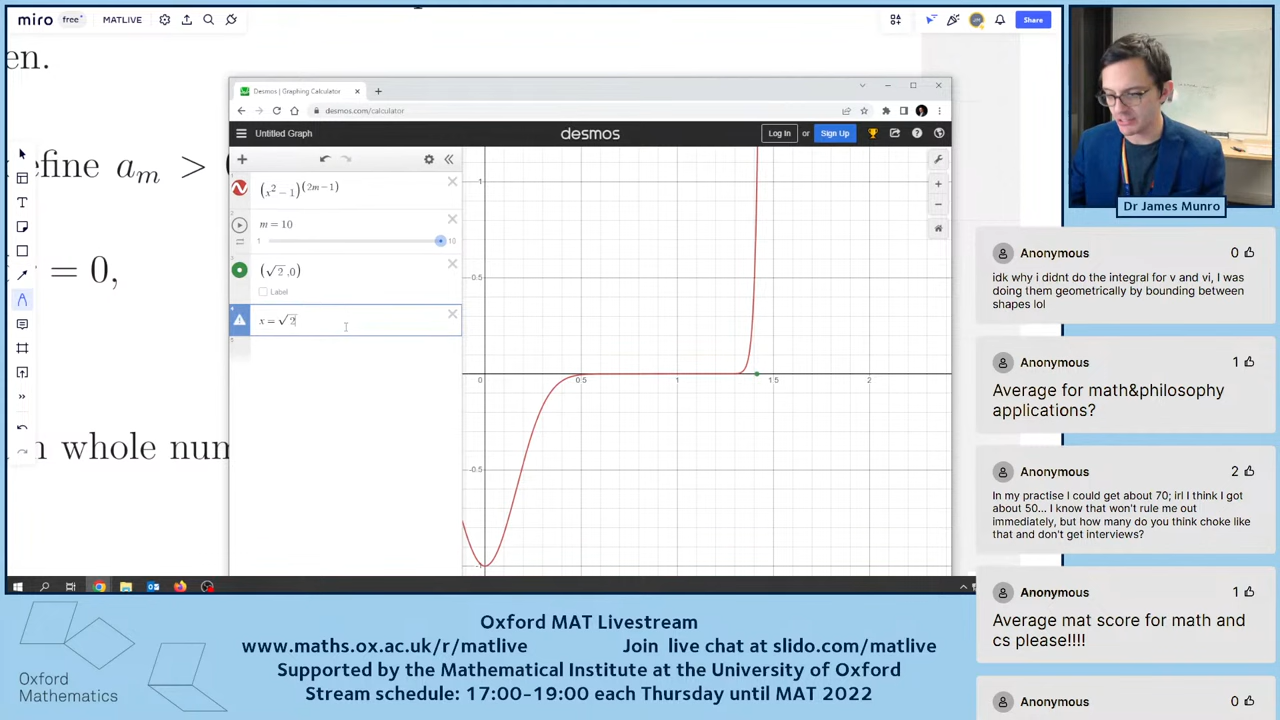 miro free MATLIVE
Share
en.
efine a_m > 0
= 0,
n whole num
Desmos | Graphing Calculator
desmos.com/calculator
Untitled Graph
desmos
Log In or Sign Up
1
(x²−1)^(2m−1)
2
m = 10
1 10
3
(√2,0)
Label
4
x = √2
5
1
0.5
0 0.5 1 1.5 2
-0.5
-1
Dr James Munro
Anonymous 0
idk why i didnt do the integral for v and vi, I was
doing them geometrically by bounding between
shapes lol
Anonymous 1
Average for math&philosophy
applications?
Anonymous 2
In my practise I could get about 70; irl I think I got
about 50... I know that won't rule me out
immediately, but how many do you think choke like
that and don't get interviews?
Anonymous 1
Average mat score for math and
cs please!!!!
Anonymous 0
Oxford MAT Livestream
www.maths.ox.ac.uk/r/matlive Join live chat at slido.com/matlive
Supported by the Mathematical Institute at the University of Oxford
Stream schedule: 17:00-19:00 each Thursday until MAT 2022
Oxford
Mathematics